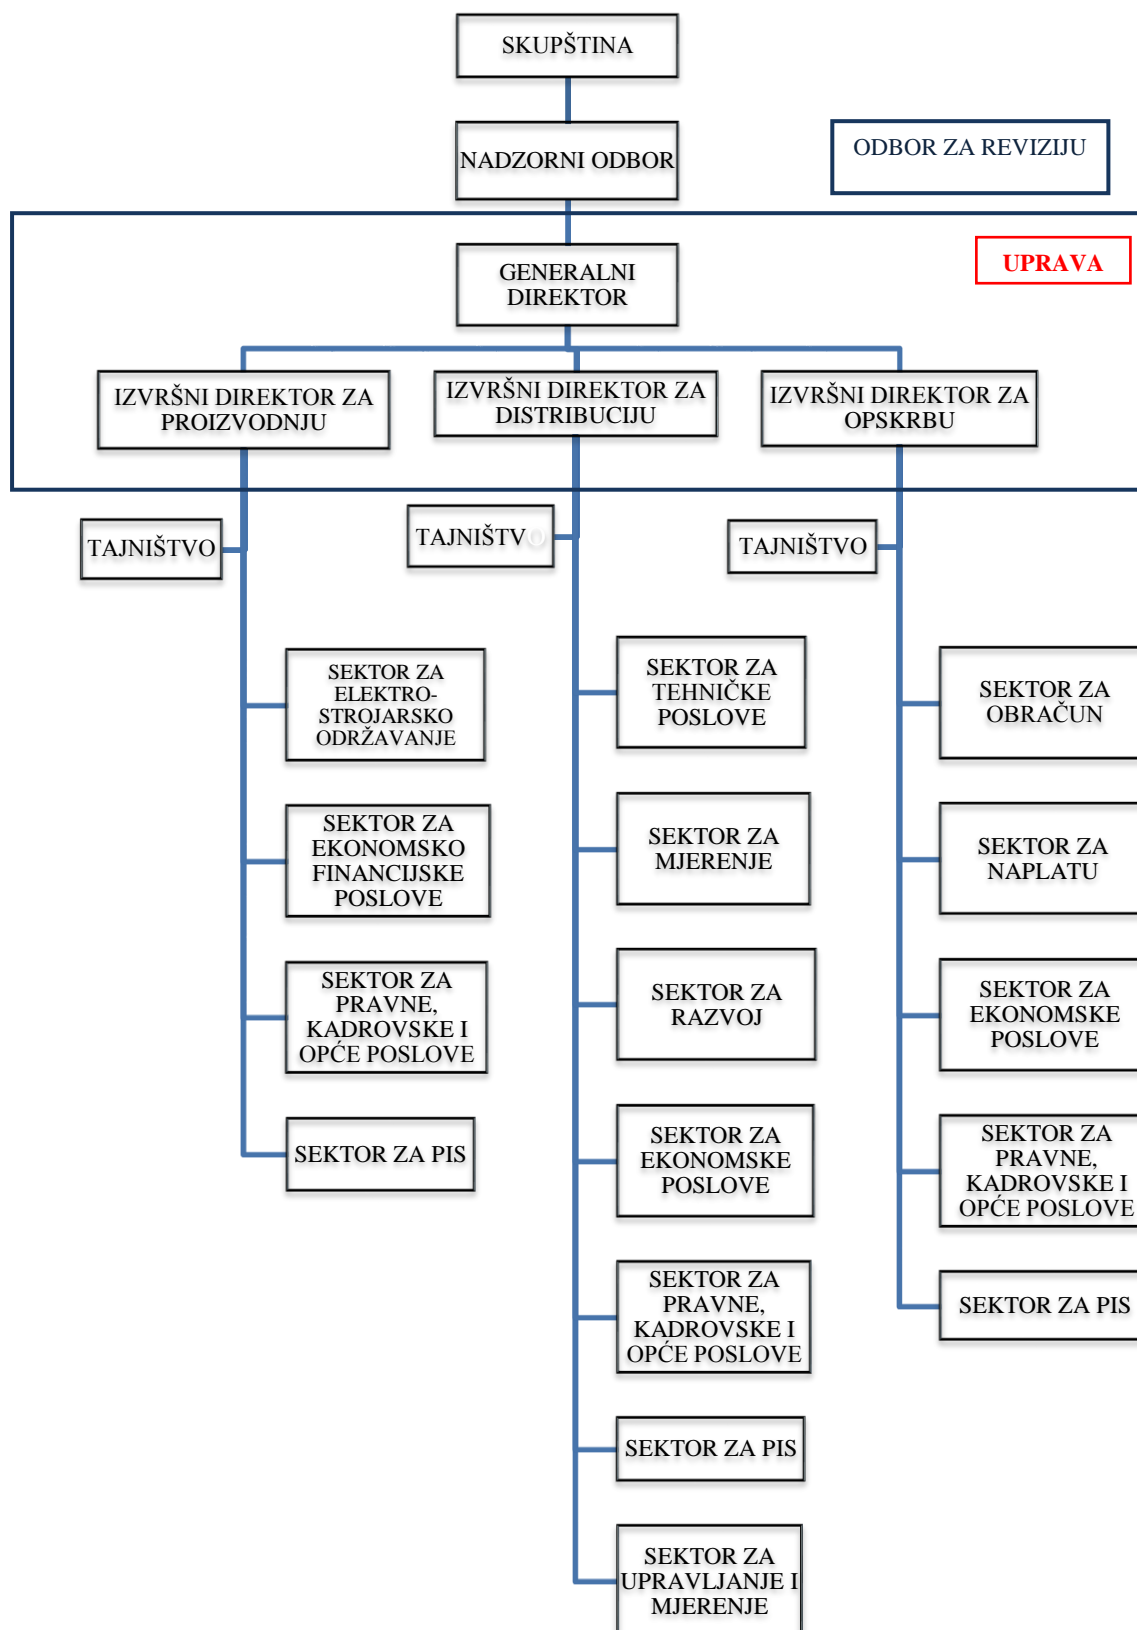 SKUPŠTINA
NADZORNI ODBOR
ODBOR ZA REVIZIJU
UPRAVA
GENERALNI
DIREKTOR
IZVRŠNI DIREKTOR ZA
PROIZVODNJU
IZVRŠNI DIREKTOR ZA
DISTRIBUCIJU
IZVRŠNI DIREKTOR ZA
OPSKRBU
TAJNIŠTVO
TAJNIŠTVO
TAJNIŠTVO
SEKTOR ZA
ELEKTRO-
STROJARSKO
ODRŽAVANJE
SEKTOR ZA
EKONOMSKO
FINANCIJSKE
POSLOVE
SEKTOR ZA
PRAVNE,
KADROVSKE I
OPĆE POSLOVE
SEKTOR ZA PIS
SEKTOR ZA
TEHNIČKE
POSLOVE
SEKTOR ZA
MJERENJE
SEKTOR ZA
RAZVOJ
SEKTOR ZA
EKONOMSKE
POSLOVE
SEKTOR ZA
PRAVNE,
KADROVSKE I
OPĆE POSLOVE
SEKTOR ZA PIS
SEKTOR ZA
UPRAVLJANJE I
MJERENJE
SEKTOR ZA
OBRAČUN
SEKTOR ZA
NAPLATU
SEKTOR ZA
EKONOMSKE
POSLOVE
SEKTOR ZA
PRAVNE,
KADROVSKE I
OPĆE POSLOVE
SEKTOR ZA PIS